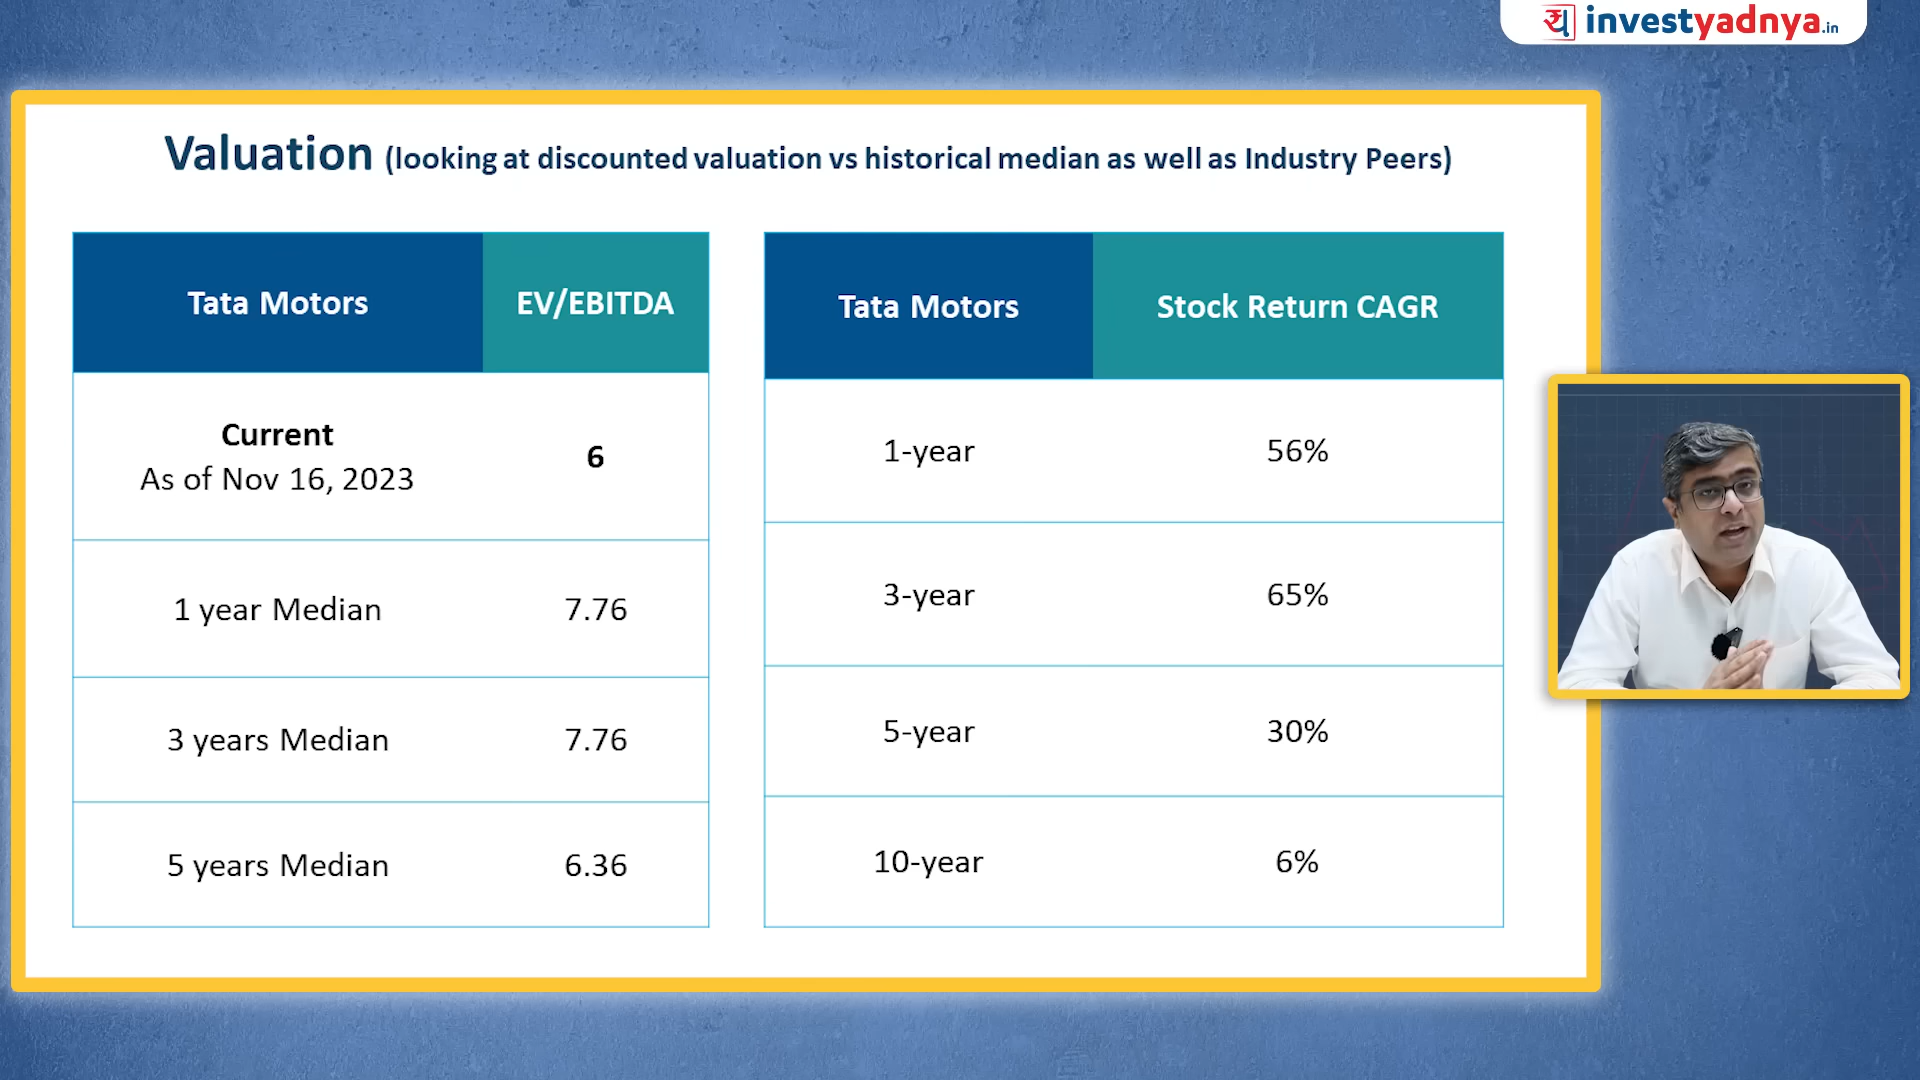 य investyadnya.in
Valuation (looking at discounted valuation vs historical median as well as Industry Peers)
Tata Motors EV/EBITDA
Current
As of Nov 16, 2023 6
1 year Median 7.76
3 years Median 7.76
5 years Median 6.36
Tata Motors Stock Return CAGR
1-year 56%
3-year 65%
5-year 30%
10-year 6%